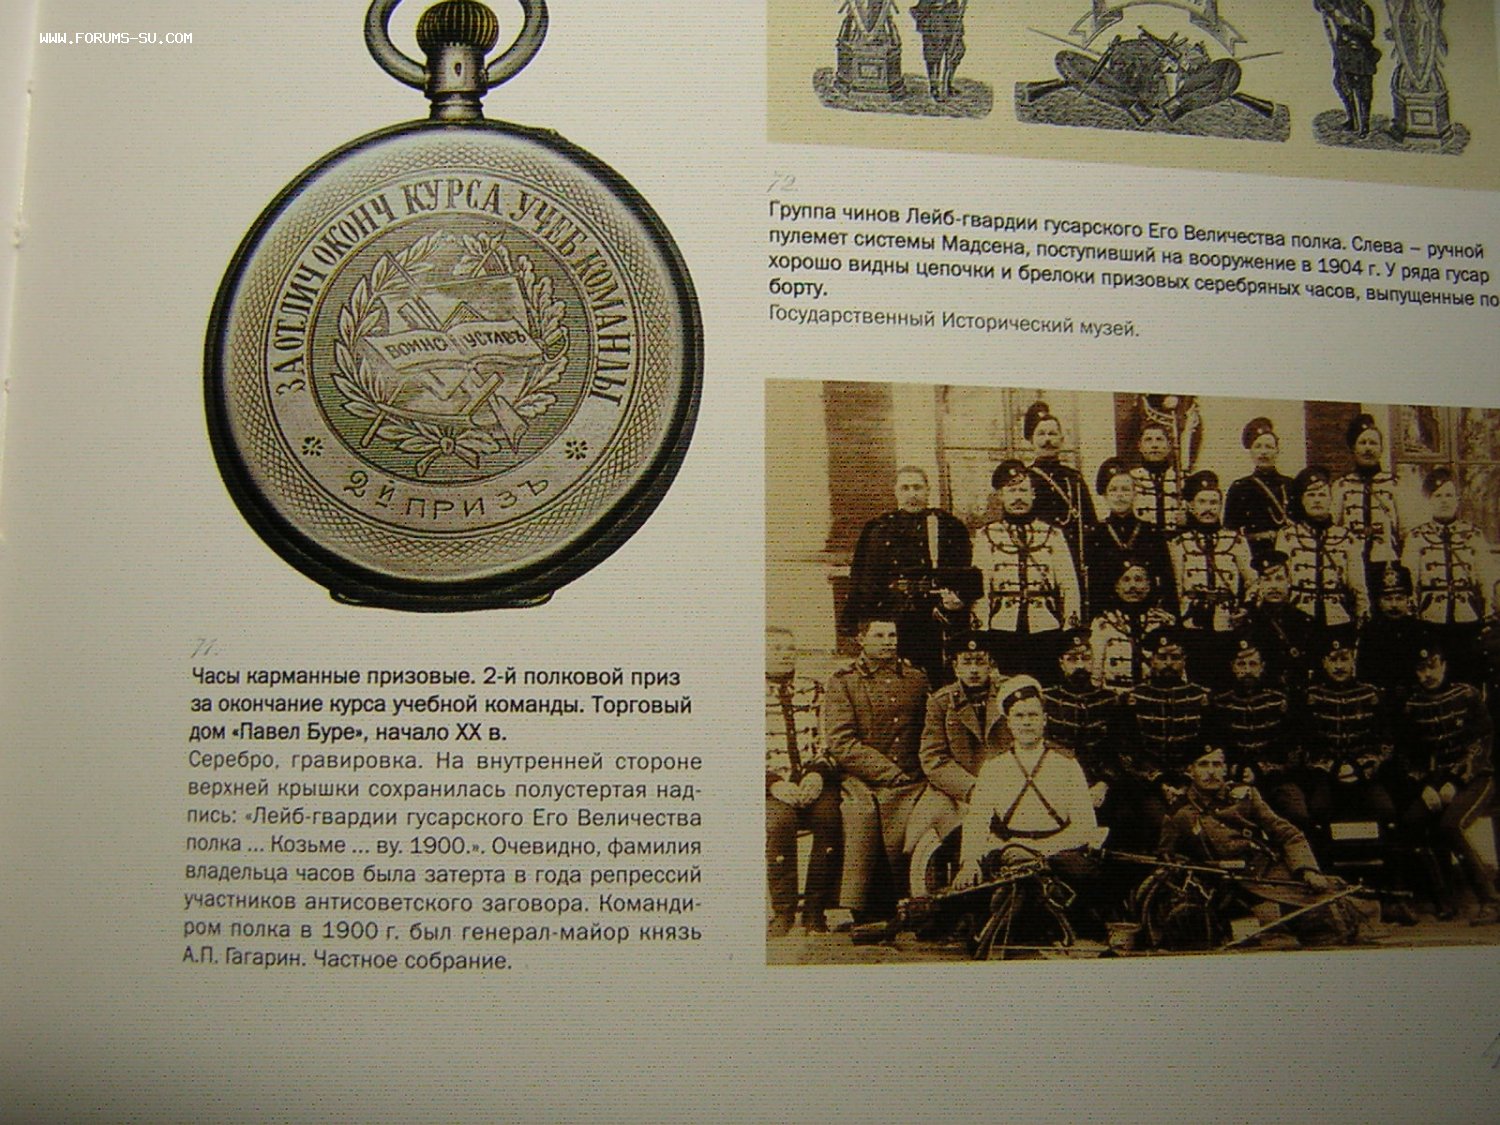 WWW.FORUMS-SU.COM
ЗА ОТЛИЧ ОКОНЧ КУРСА УЧЕБ КОМАНДЫ
ВОИНС УСТАВЪ
2й ПРИЗЪ
71.
Часы карманные призовые. 2-й полковой приз
за окончание курса учебной команды. Торговый
дом «Павел Буре», начало XX в.
Серебро, гравировка. На внутренней стороне
верхней крышки сохранилась полустертая над-
пись: «Лейб-гвардии гусарского Его Величества
полка ... Козьме ... ву. 1900.». Очевидно, фамилия
владельца часов была затерта в года репрессий
участников антисоветского заговора. Команди-
ром полка в 1900 г. был генерал-майор князь
А.П. Гагарин. Частное собрание.
72.
Группа чинов Лейб-гвардии гусарского Его Величества полка. Слева – ручной
пулемет системы Мадсена, поступивший на вооружение в 1904 г. У ряда гусар
хорошо видны цепочки и брелоки призовых серебряных часов, выпущенные по
борту.
Государственный Исторический музей.